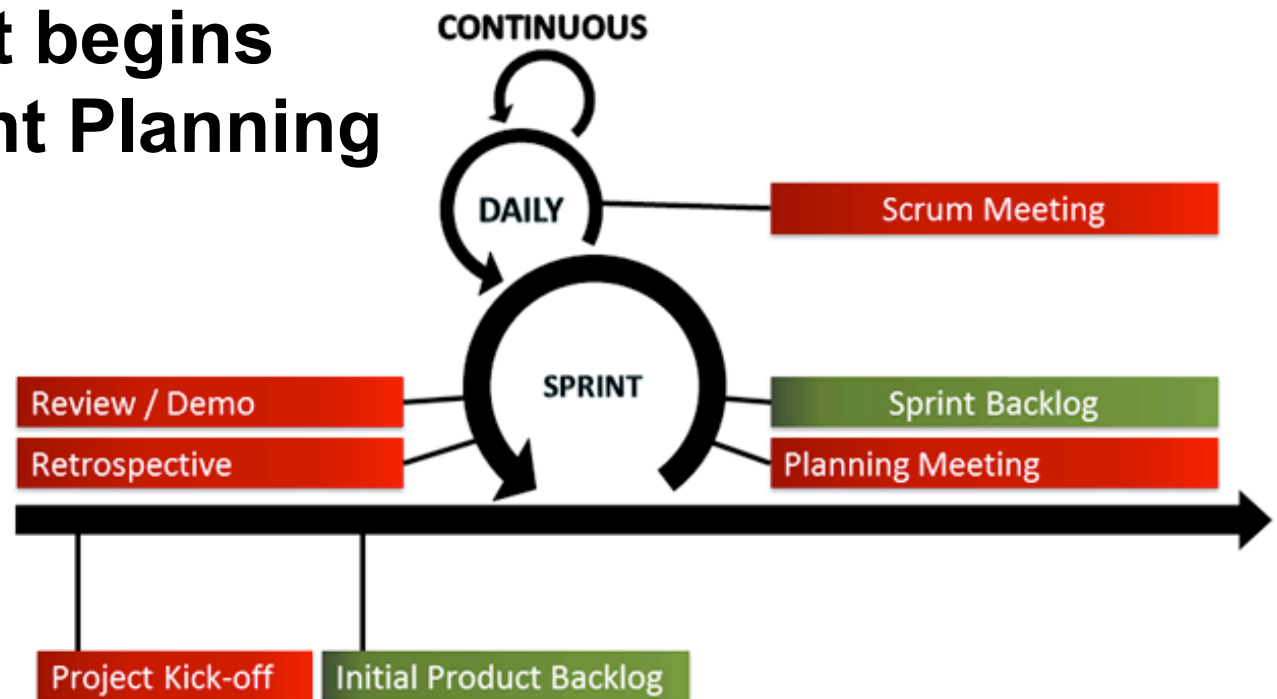 t begins
nt Planning
CONTINUOUS
DAILY
Scrum Meeting
SPRINT
Review / Demo
Sprint Backlog
Retrospective
Planning Meeting
Project Kick-off
Initial Product Backlog